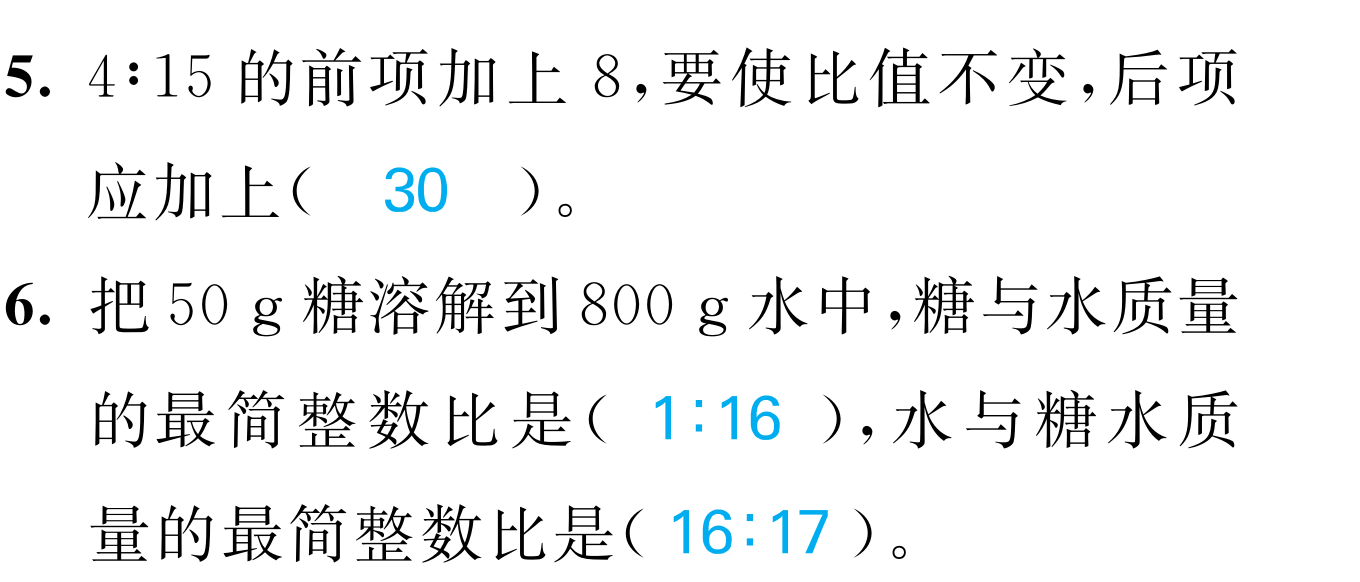 5. 4∶15 的前项加上 8,要使比值不变,后项
应加上( 30 )。
6. 把 50 g 糖溶解到 800 g 水中,糖与水质量
的最简整数比是( 1∶16 ),水与糖水质
量的最简整数比是( 16∶17 )。